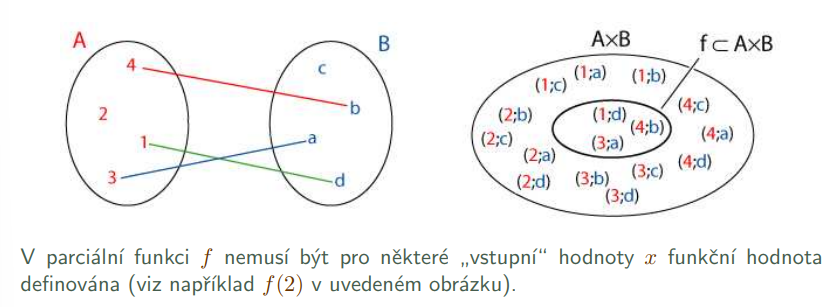 A
B
4
c
2
b
1
a
3
d
A×B
f ⊂ A×B
(1;c) (1;a) (1;b)
(2;b) (1;d) (4;c)
(2;c) (4;b) (4;a)
(2;a) (3;a) (4;d)
(2;d) (3;b) (3;c)
(3;d)
V parciální funkci f nemusí být pro některé „vstupní“ hodnoty x funkční hodnota
definována (viz například f(2) v uvedeném obrázku).